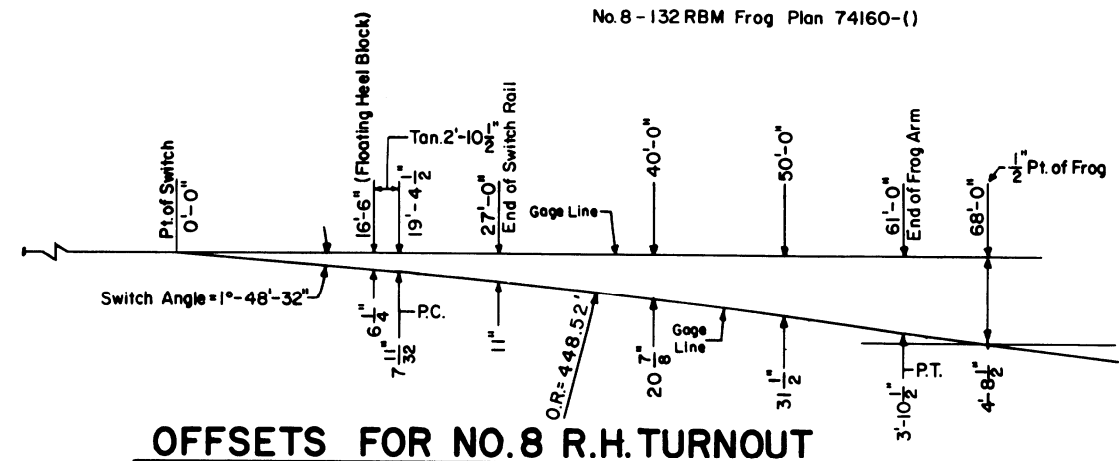 No. 8 - 132 RBM Frog Plan 74160-()
Pt. of Switch
0'-0"
16'-6" (Floating Heel Block)
Tan. 2'-10 1/2"
19'-4 1/2"
27'-0"
End of Switch Rail
Gage Line
40'-0"
50'-0"
61'-0"
End of Frog Arm
68'-0"
1/2" Pt. of Frog
Switch Angle = 1°-48'-32"
6 1/4"
P.C.
7 11/32"
11"
O.R. = 448.52'
20 7/8"
Gage
Line
31 1/2"
P.T.
3'-10 1/2"
4'-8 1/2"
OFFSETS FOR NO. 8 R.H. TURNOUT